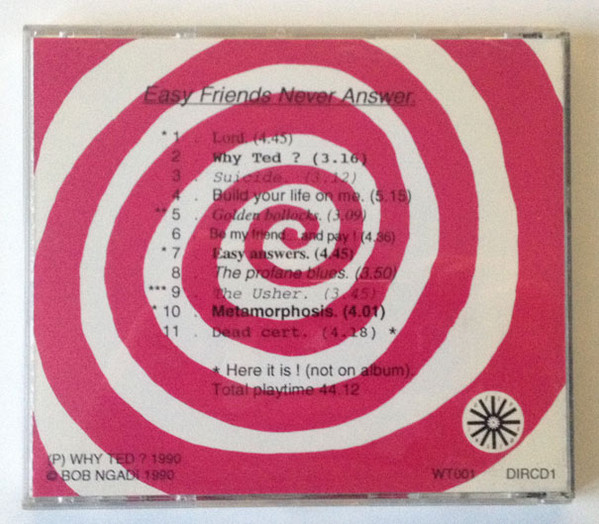 Easy Friends Never Answer.
* 1 . Lord. (4.45)
2 . Why Ted ? (3.16)
3 . Suicide. (3.12)
4 . Build your life on me. (5.15)
** 5 . Golden bollocks. (3.09)
6 . Be my friend....and pay ! (4.36)
* 7 . Easy answers. (4.45)
8 . The profane blues. (3.50)
*** 9 . The Usher. (3.45)
* 10 . Metamorphosis. (4.01)
11 . Dead cert. (4.18) *
* Here it is ! (not on album).
Total playtime 44.12
(P) WHY TED ? 1990
© BOB NGADI 1990
WT001 DIRCD1